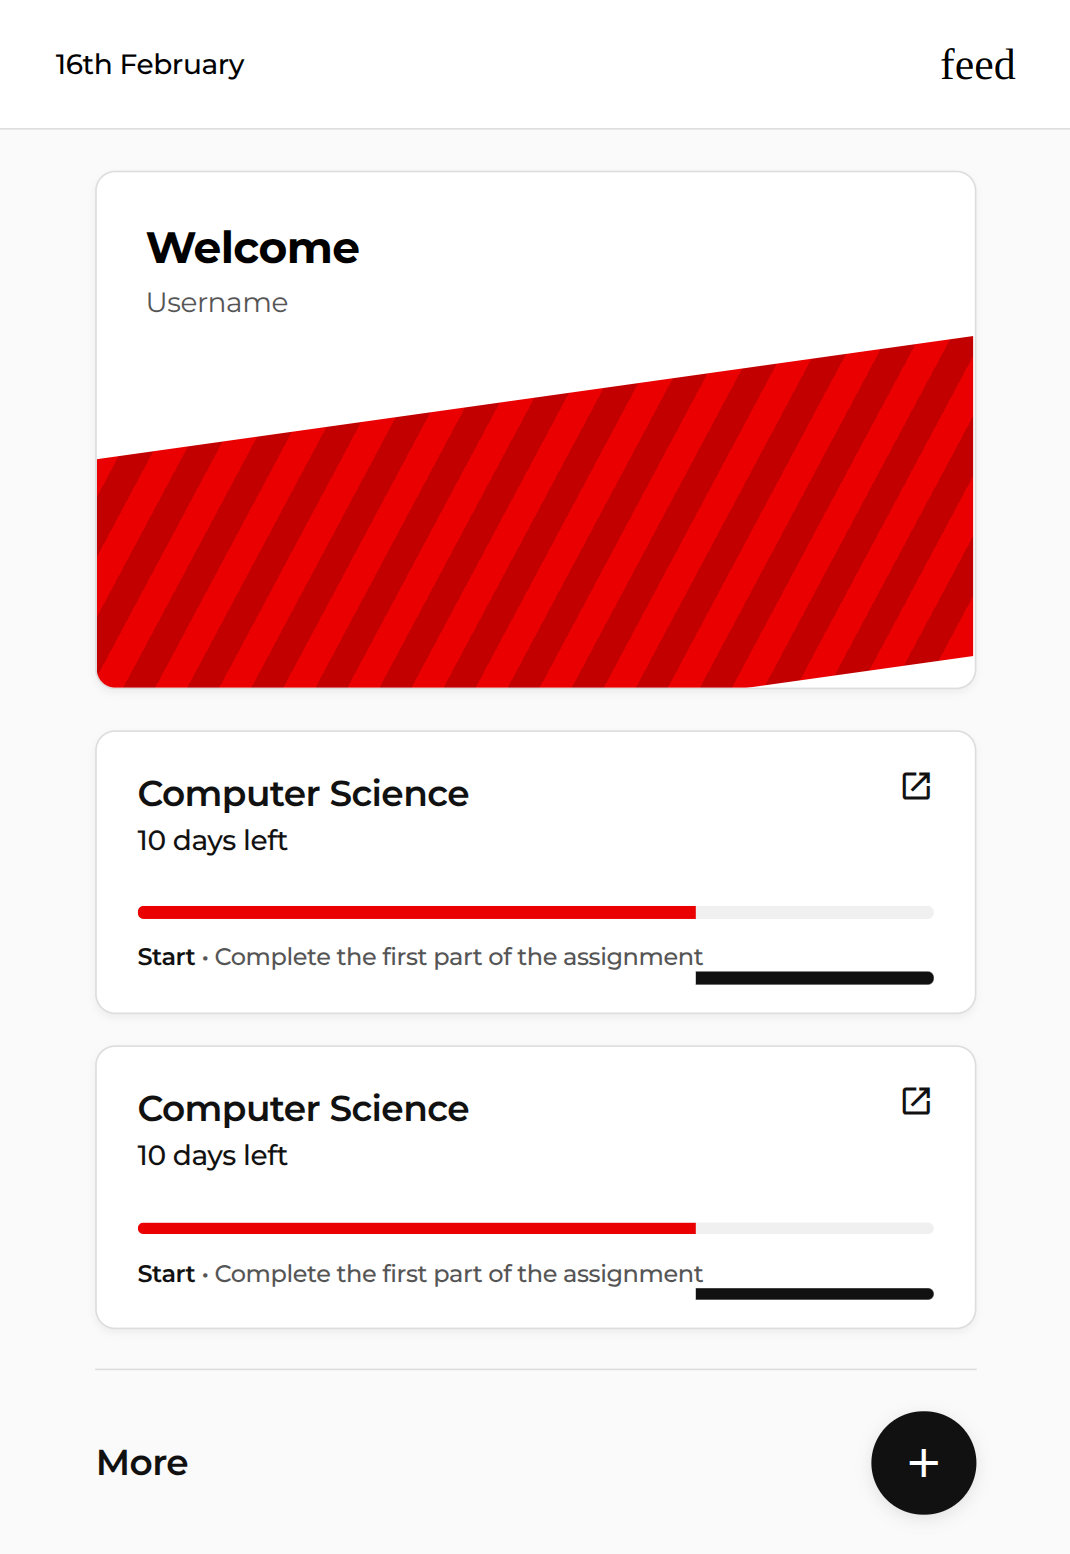 16th February
feed
Welcome
Username
Computer Science
10 days left
Start • Complete the first part of the assignment
Computer Science
10 days left
Start • Complete the first part of the assignment
More